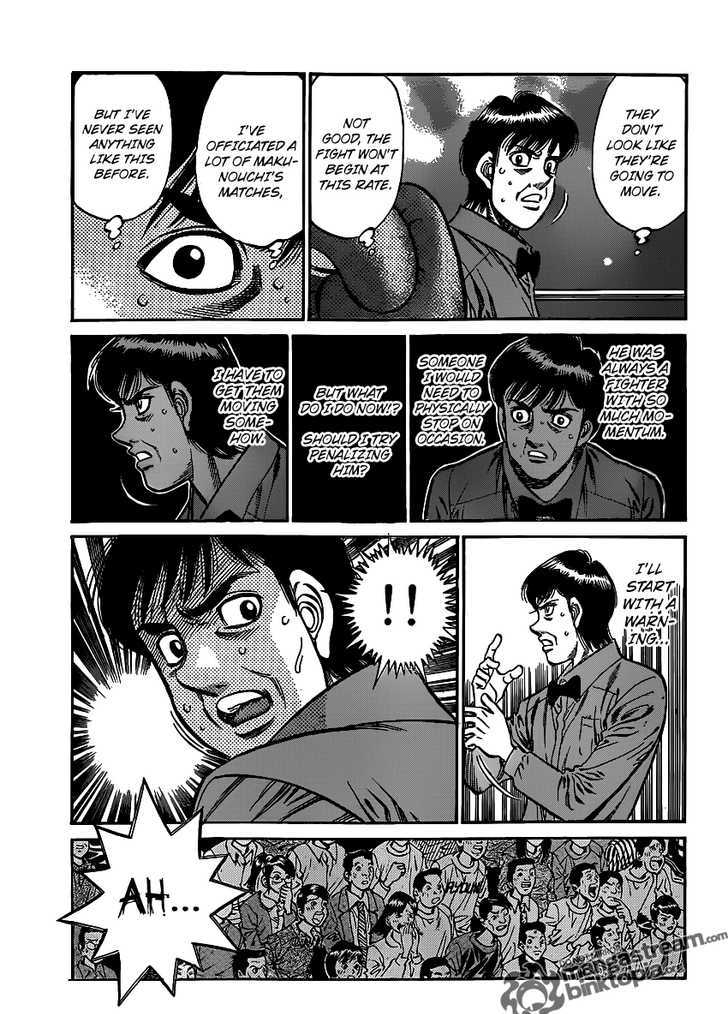 THEY
DON'T
LOOK LIKE
THEY'RE
GOING TO
MOVE.
NOT
GOOD, THE
FIGHT WON'T
BEGIN AT
THIS RATE.
I'VE
OFFICIATED A
LOT OF MAKU-
NOUCHI'S
MATCHES,
BUT I'VE
NEVER SEEN
ANYTHING
LIKE THIS
BEFORE.
HE WAS
ALWAYS A
FIGHTER
WITH SO
MUCH MO-
MENTUM.
SOMEONE
I WOULD
NEED TO
PHYSICALLY
STOP ON
OCCASION.
BUT WHAT
DO I DO NOW!?
SHOULD I TRY
PENALIZING
HIM?
I HAVE TO
GET THEM
MOVING
SOME-
HOW.
I'LL
START
WITH A
WARN-
ING...
!!
AH...
mangastream.com
binktopia.com